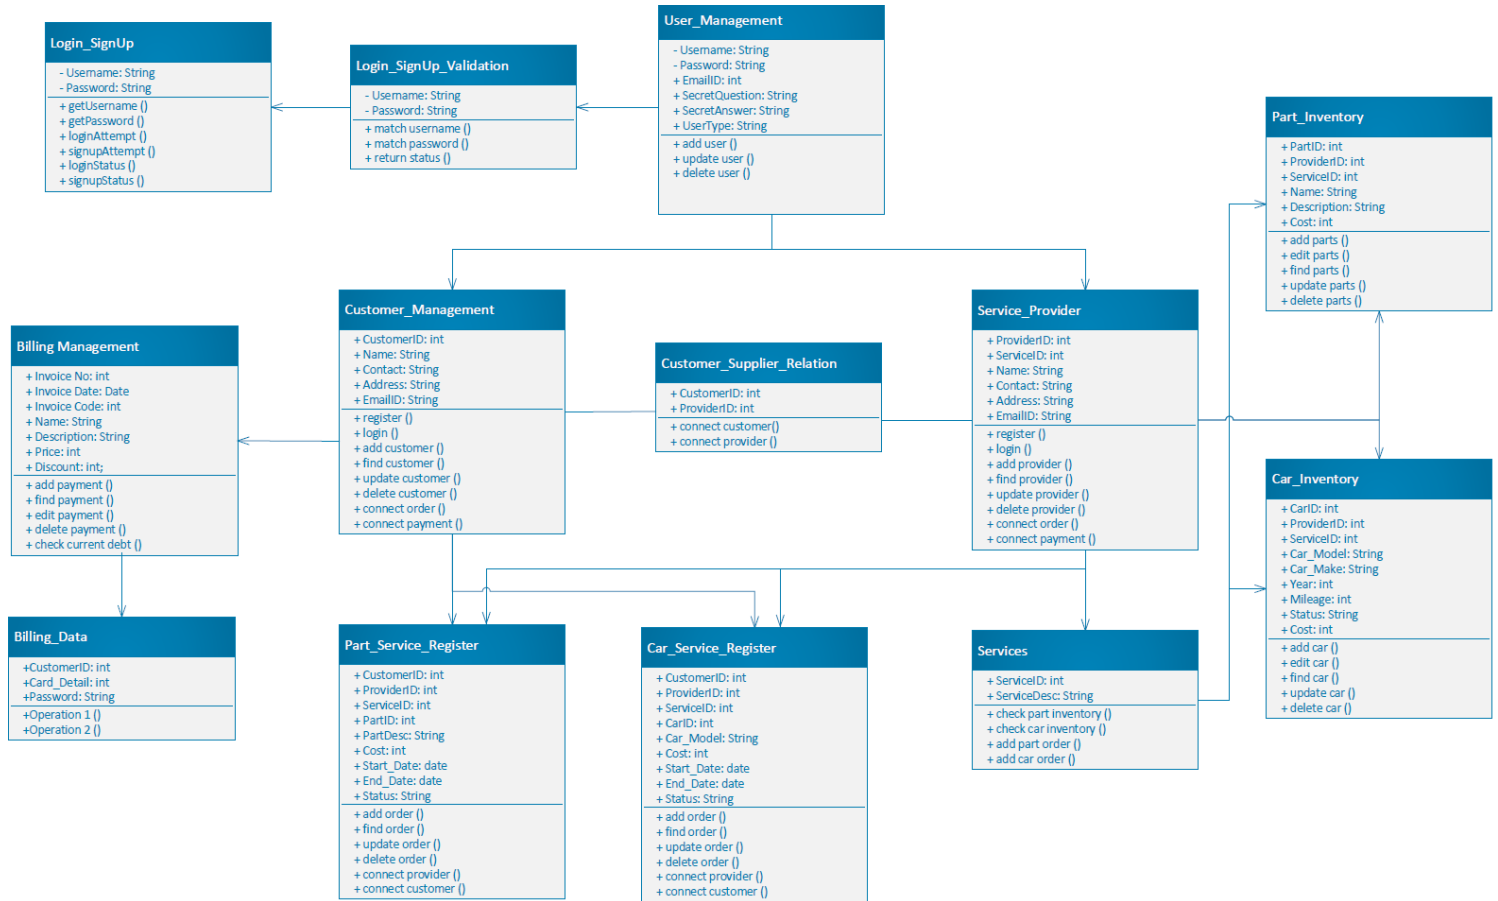 Login_SignUp
- Username: String
- Password: String
+ getUsername ()
+ getPassword ()
+ loginAttempt ()
+ signupAttempt ()
+ loginStatus ()
+ signupStatus ()
Login_SignUp_Validation
- Username: String
- Password: String
+ match username ()
+ match password ()
+ return status ()
User_Management
- Username: String
- Password: String
+ EmailID: int
+ SecretQuestion: String
+ SecretAnswer: String
+ UserType: String
+ add user ()
+ update user ()
+ delete user ()
Part_Inventory
+ PartID: int
+ ProviderID: int
+ ServiceID: int
+ Name: String
+ Description: String
+ Cost: int
+ add parts ()
+ edit parts ()
+ find parts ()
+ update parts ()
+ delete parts ()
Billing Management
+ Invoice No: int
+ Invoice Date: Date
+ Invoice Code: int
+ Name: String
+ Description: String
+ Price: int
+ Discount: int;
+ add payment ()
+ find payment ()
+ edit payment ()
+ delete payment ()
+ check current debt ()
Customer_Management
+ CustomerID: int
+ Name: String
+ Contact: String
+ Address: String
+ EmailID: String
+ register ()
+ login ()
+ add customer ()
+ find customer ()
+ update customer ()
+ delete customer ()
+ connect order ()
+ connect payment ()
Customer_Supplier_Relation
+ CustomerID: int
+ ProviderID: int
+ connect customer()
+ connect provider ()
Service_Provider
+ ProviderID: int
+ ServiceID: int
+ Name: String
+ Contact: String
+ Address: String
+ EmailID: String
+ register ()
+ login ()
+ add provider ()
+ find provider ()
+ update provider ()
+ delete provider ()
+ connect order ()
+ connect payment ()
Car_Inventory
+ CarID: int
+ ProviderID: int
+ ServiceID: int
+ Car_Model: String
+ Car_Make: String
+ Year: int
+ Mileage: int
+ Status: String
+ Cost: int
+ add car ()
+ edit car ()
+ find car ()
+ update car ()
+ delete car ()
Billing_Data
+CustomerID: int
+Card_Detail: int
+Password: String
+Operation 1 ()
+Operation 2 ()
Part_Service_Register
+ CustomerID: int
+ ProviderID: int
+ ServiceID: int
+ PartID: int
+ PartDesc: String
+ Cost: int
+ Start_Date: date
+ End_Date: date
+ Status: String
+ add order ()
+ find order ()
+ update order ()
+ delete order ()
+ connect provider ()
+ connect customer ()
Car_Service_Register
+ CustomerID: int
+ ProviderID: int
+ ServiceID: int
+ CarID: int
+ Car_Model: String
+ Cost: int
+ Start_Date: date
+ End_Date: date
+ Status: String
+ add order ()
+ find order ()
+ update order ()
+ delete order ()
+ connect provider ()
+ connect customer ()
Services
+ ServiceID: int
+ ServiceDesc: String
+ check part inventory ()
+ check car inventory ()
+ add part order ()
+ add car order ()